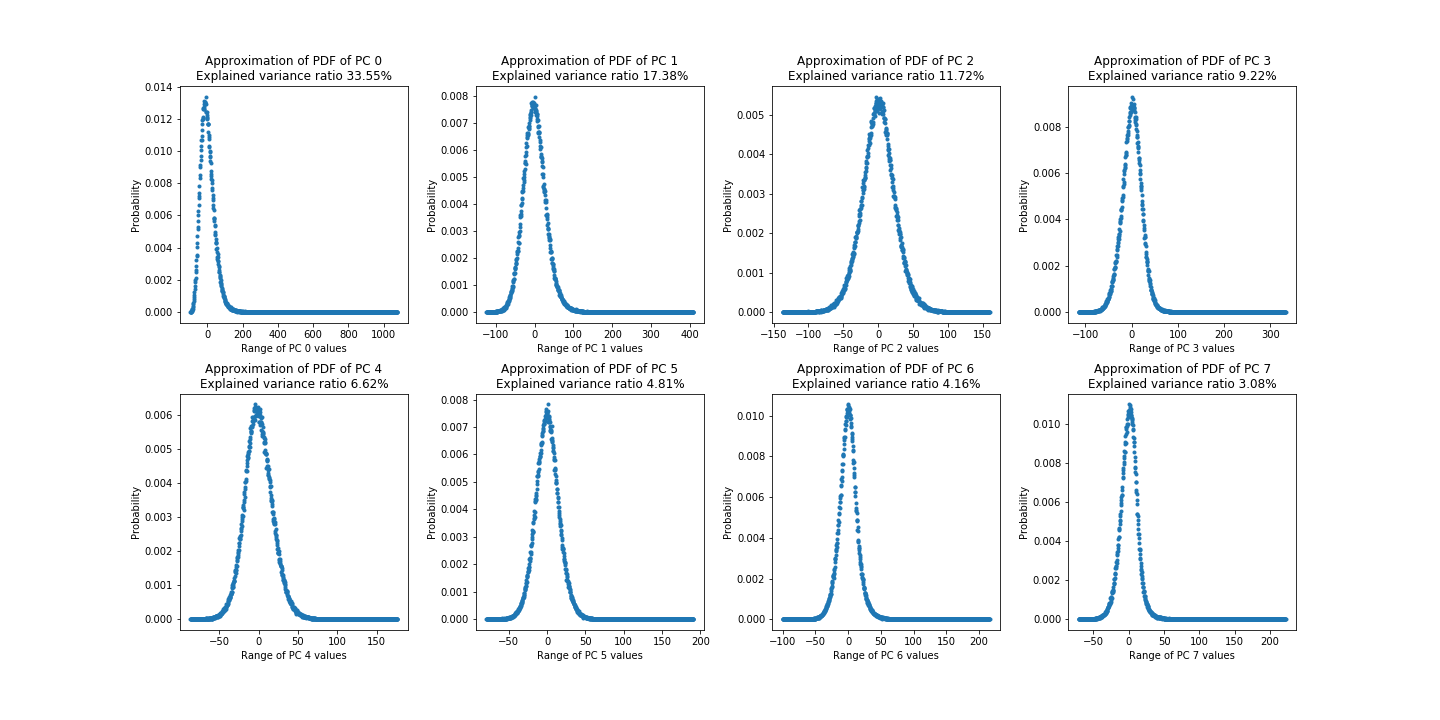 Approximation of PDF of PC 0
Explained variance ratio 33.55%
0.014
0.012
0.010
0.008
0.006
0.004
0.002
0.000
Probability
0 200 400 600 800 1000
Range of PC 0 values
Approximation of PDF of PC 1
Explained variance ratio 17.38%
0.008
0.007
0.006
0.005
0.004
0.003
0.002
0.001
0.000
Probability
−100 0 100 200 300 400
Range of PC 1 values
Approximation of PDF of PC 2
Explained variance ratio 11.72%
0.005
0.004
0.003
0.002
0.001
0.000
Probability
−150 −100 −50 0 50 100 150
Range of PC 2 values
Approximation of PDF of PC 3
Explained variance ratio 9.22%
0.008
0.006
0.004
0.002
0.000
Probability
−100 0 100 200 300
Range of PC 3 values
Approximation of PDF of PC 4
Explained variance ratio 6.62%
0.006
0.005
0.004
0.003
0.002
0.001
0.000
Probability
−50 0 50 100 150
Range of PC 4 values
Approximation of PDF of PC 5
Explained variance ratio 4.81%
0.008
0.007
0.006
0.005
0.004
0.003
0.002
0.001
0.000
Probability
−50 0 50 100 150 200
Range of PC 5 values
Approximation of PDF of PC 6
Explained variance ratio 4.16%
0.010
0.008
0.006
0.004
0.002
0.000
Probability
−100 −50 0 50 100 150 200
Range of PC 6 values
Approximation of PDF of PC 7
Explained variance ratio 3.08%
0.010
0.008
0.006
0.004
0.002
0.000
Probability
−50 0 50 100 150 200
Range of PC 7 values